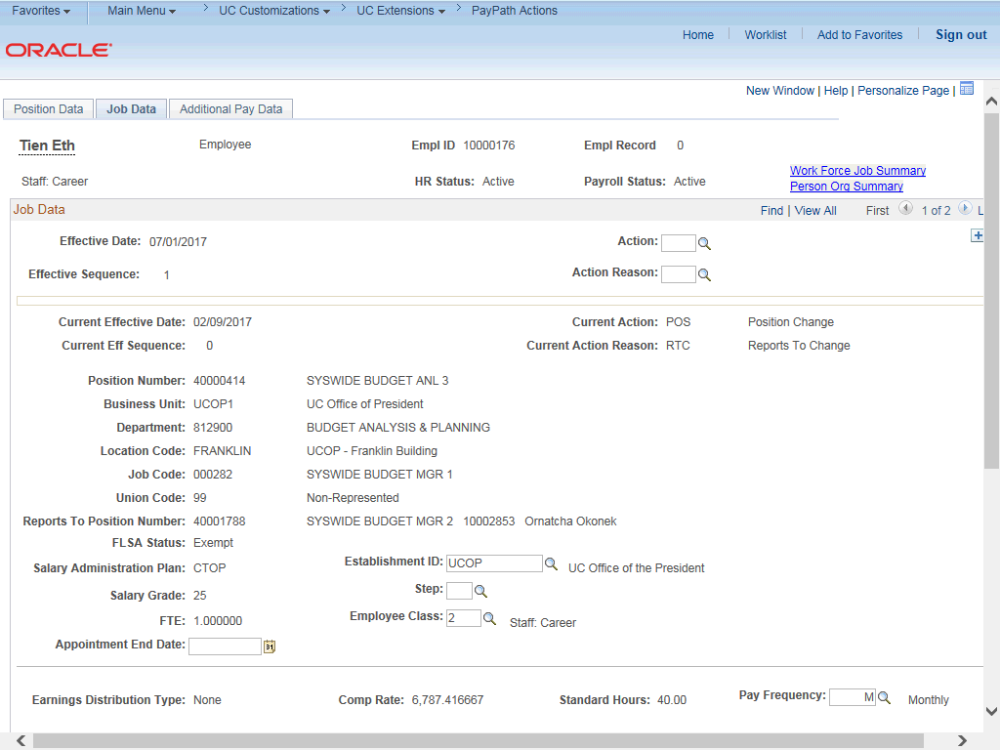 Favorites Main Menu > UC Customizations > UC Extensions > PayPath Actions
Home Worklist Add to Favorites Sign out
ORACLE
New Window | Help | Personalize Page |
Position Data Job Data Additional Pay Data
Tien Eth Employee Empl ID 10000176 Empl Record 0
Staff: Career HR Status: Active Payroll Status: Active
Work Force Job Summary
Person Org Summary
Job Data Find | View All First 1 of 2 L
Effective Date: 07/01/2017 Action:
Effective Sequence: 1 Action Reason:
Current Effective Date: 02/09/2017 Current Action: POS Position Change
Current Eff Sequence: 0 Current Action Reason: RTC Reports To Change
Position Number: 40000414 SYSWIDE BUDGET ANL 3
Business Unit: UCOP1 UC Office of President
Department: 812900 BUDGET ANALYSIS & PLANNING
Location Code: FRANKLIN UCOP - Franklin Building
Job Code: 000282 SYSWIDE BUDGET MGR 1
Union Code: 99 Non-Represented
Reports To Position Number: 40001788 SYSWIDE BUDGET MGR 2 10002853 Ornatcha Okonek
FLSA Status: Exempt
Salary Administration Plan: CTOP Establishment ID: UCOP UC Office of the President
Salary Grade: 25 Step:
FTE: 1.000000 Employee Class: 2 Staff: Career
Appointment End Date: 31
Earnings Distribution Type: None Comp Rate: 6,787.416667 Standard Hours: 40.00 Pay Frequency: M Monthly